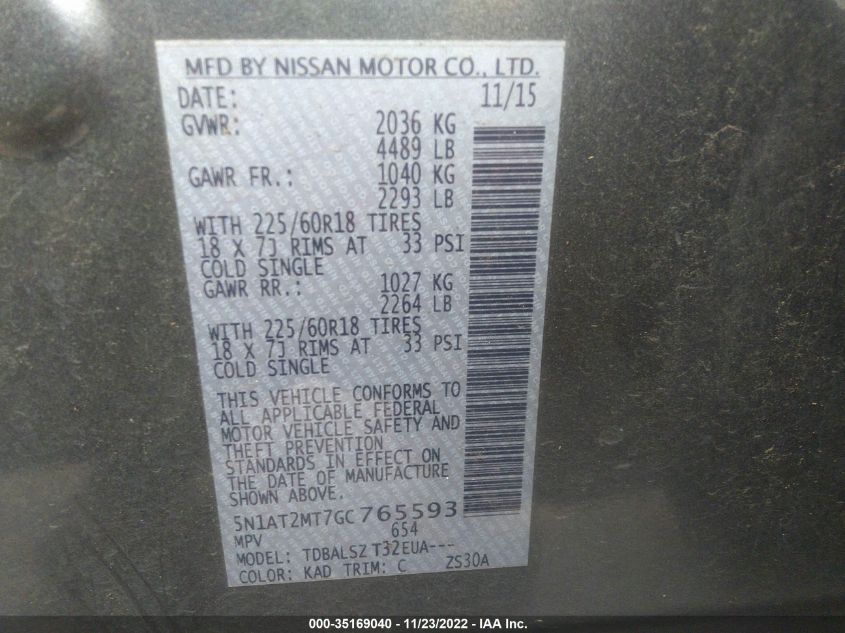 MFD BY NISSAN MOTOR CO., LTD.
DATE: 11/15
GVWR: 2036 KG
4489 LB
GAWR FR.: 1040 KG
2293 LB
WITH 225/60R18 TIRES
18 X 7J RIMS AT 33 PSI
COLD SINGLE
GAWR RR.: 1027 KG
2264 LB
WITH 225/60R18 TIRES
18 X 7J RIMS AT 33 PSI
COLD SINGLE
THIS VEHICLE CONFORMS TO
ALL APPLICABLE FEDERAL
MOTOR VEHICLE SAFETY AND
THEFT PREVENTION
STANDARDS IN EFFECT ON
THE DATE OF MANUFACTURE
SHOWN ABOVE.
5N1AT2MT7GC765593
MPV 654
MODEL: TDBALSZ T32EUA---
COLOR: KAD TRIM: C ZS30A
000-35169040 - 11/23/2022 - IAA Inc.